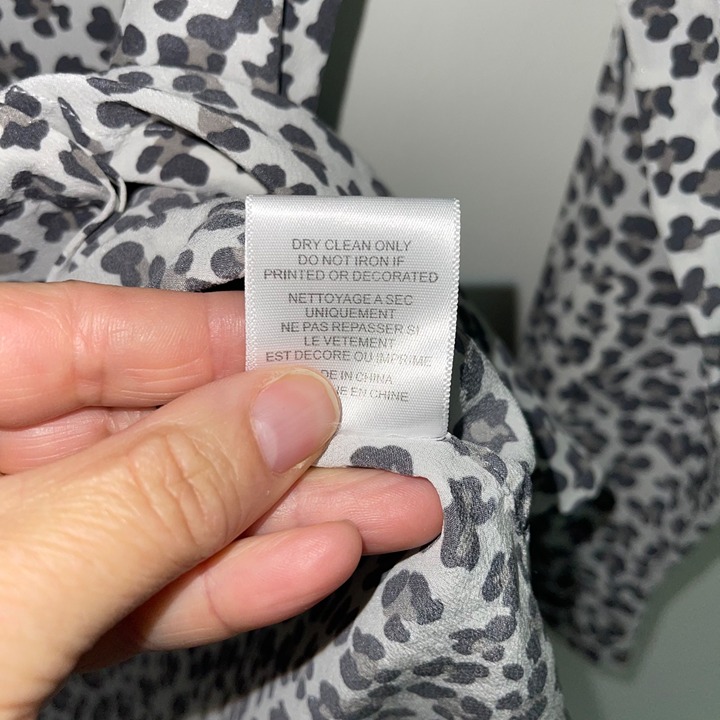 DRY CLEAN ONLY
DO NOT IRON IF
PRINTED OR DECORATED
NETTOYAGE A SEC
UNIQUEMENT
NE PAS REPASSER SI
LE VETEMENT
EST DECORE OU IMPRIME
IN CHINA
EN CHINE